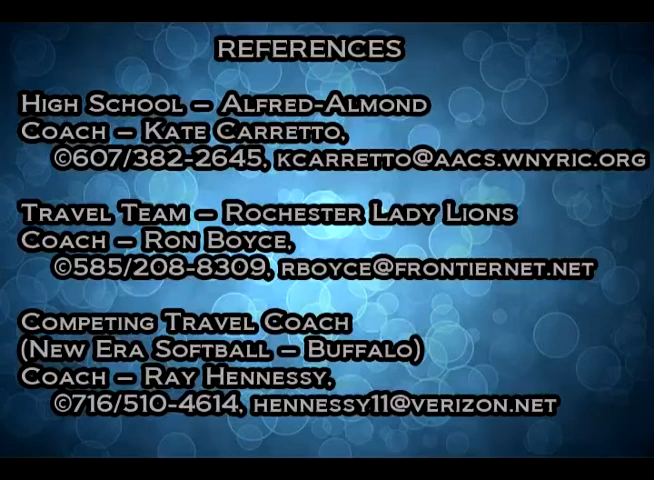 REFERENCES
HIGH SCHOOL – ALFRED-ALMOND
COACH – KATE CARRETTO,
©607/382-2645, KCARRETTO@AACS.WNYRIC.ORG
TRAVEL TEAM – ROCHESTER LADY LIONS
COACH – RON BOYCE,
©585/208-8309, RBOYCE@FRONTIERNET.NET
COMPETING TRAVEL COACH
(NEW ERA SOFTBALL – BUFFALO)
COACH – RAY HENNESSY,
©716/510-4614, HENNESSY11@VERIZON.NET